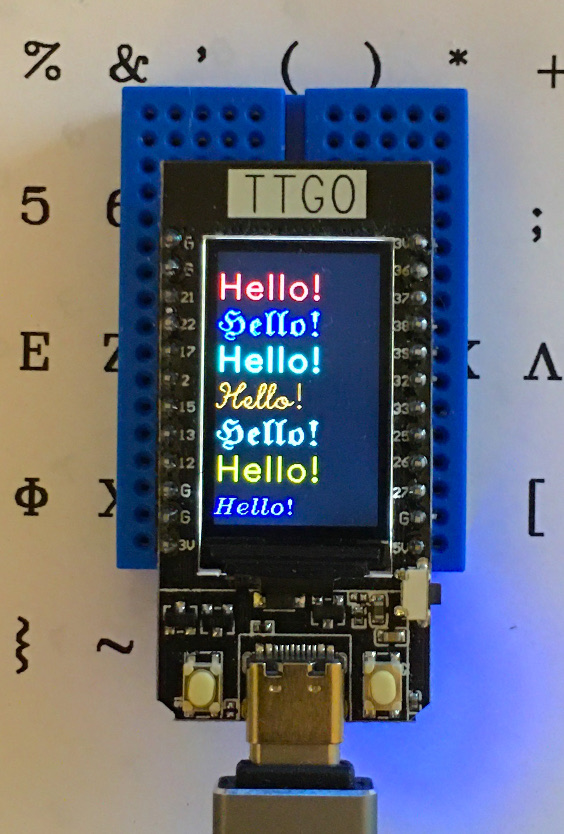 % & ' ( ) * +
TTGO
5 6 ;
G 3V
G 36
21 37
22 38
17 39
2 32
15 33
13 25
12 26
G 27
G G
3V 5V
Hello!
Hello!
Hello!
Hello!
Hello!
Hello!
Hello!
Ε Ζ Κ Λ
Φ Χ [
~